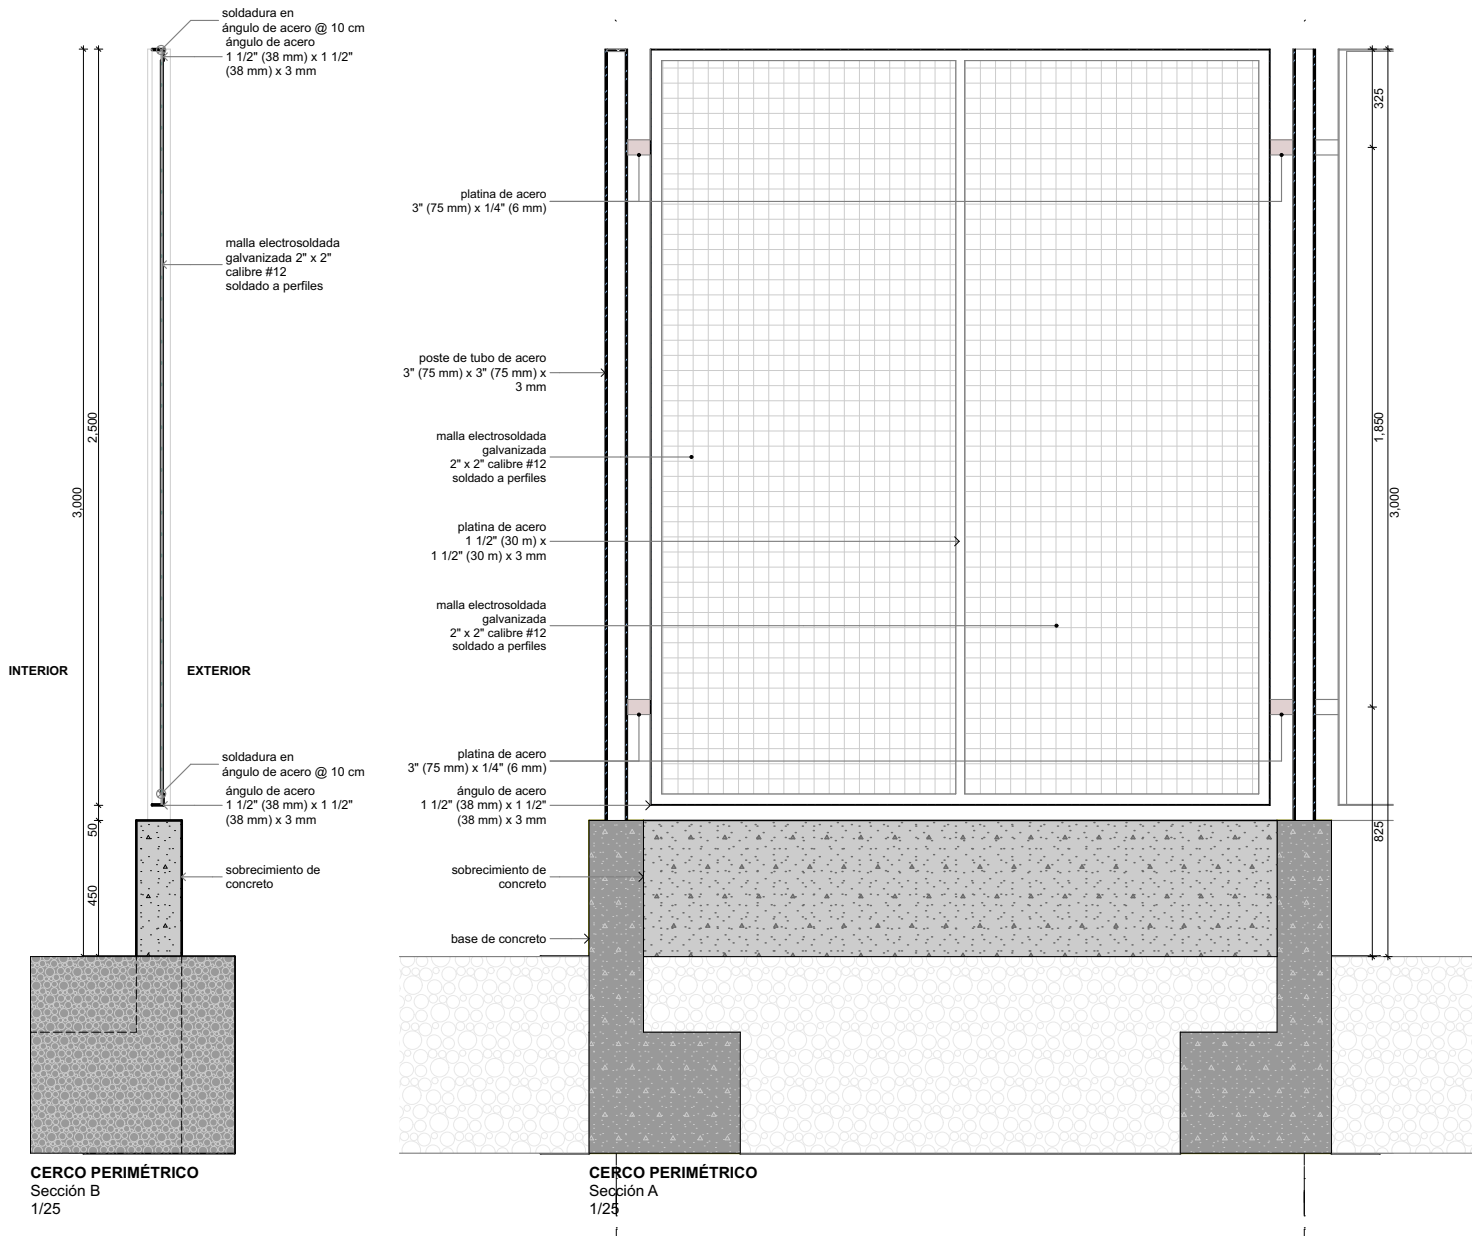 soldadura en
ángulo de acero @ 10 cm
ángulo de acero
1 1/2" (38 mm) x 1 1/2"
(38 mm) x 3 mm
malla electrosoldada
galvanizada 2" x 2"
calibre #12
soldado a perfiles
2,500
3,000
INTERIOR
EXTERIOR
soldadura en
ángulo de acero @ 10 cm
ángulo de acero
1 1/2" (38 mm) x 1 1/2"
(38 mm) x 3 mm
50
450
sobrecimiento de
concreto
CERCO PERIMÉTRICO
Sección B
1/25
platina de acero
3" (75 mm) x 1/4" (6 mm)
poste de tubo de acero
3" (75 mm) x 3" (75 mm) x
3 mm
malla electrosoldada
galvanizada
2" x 2" calibre #12
soldado a perfiles
platina de acero
1 1/2" (30 m) x
1 1/2" (30 m) x 3 mm
malla electrosoldada
galvanizada
2" x 2" calibre #12
soldado a perfiles
platina de acero
3" (75 mm) x 1/4" (6 mm)
ángulo de acero
1 1/2" (38 mm) x 1 1/2"
(38 mm) x 3 mm
sobrecimiento de
concreto
base de concreto
325
1,850
3,000
825
CERCO PERIMÉTRICO
Sección A
1/25